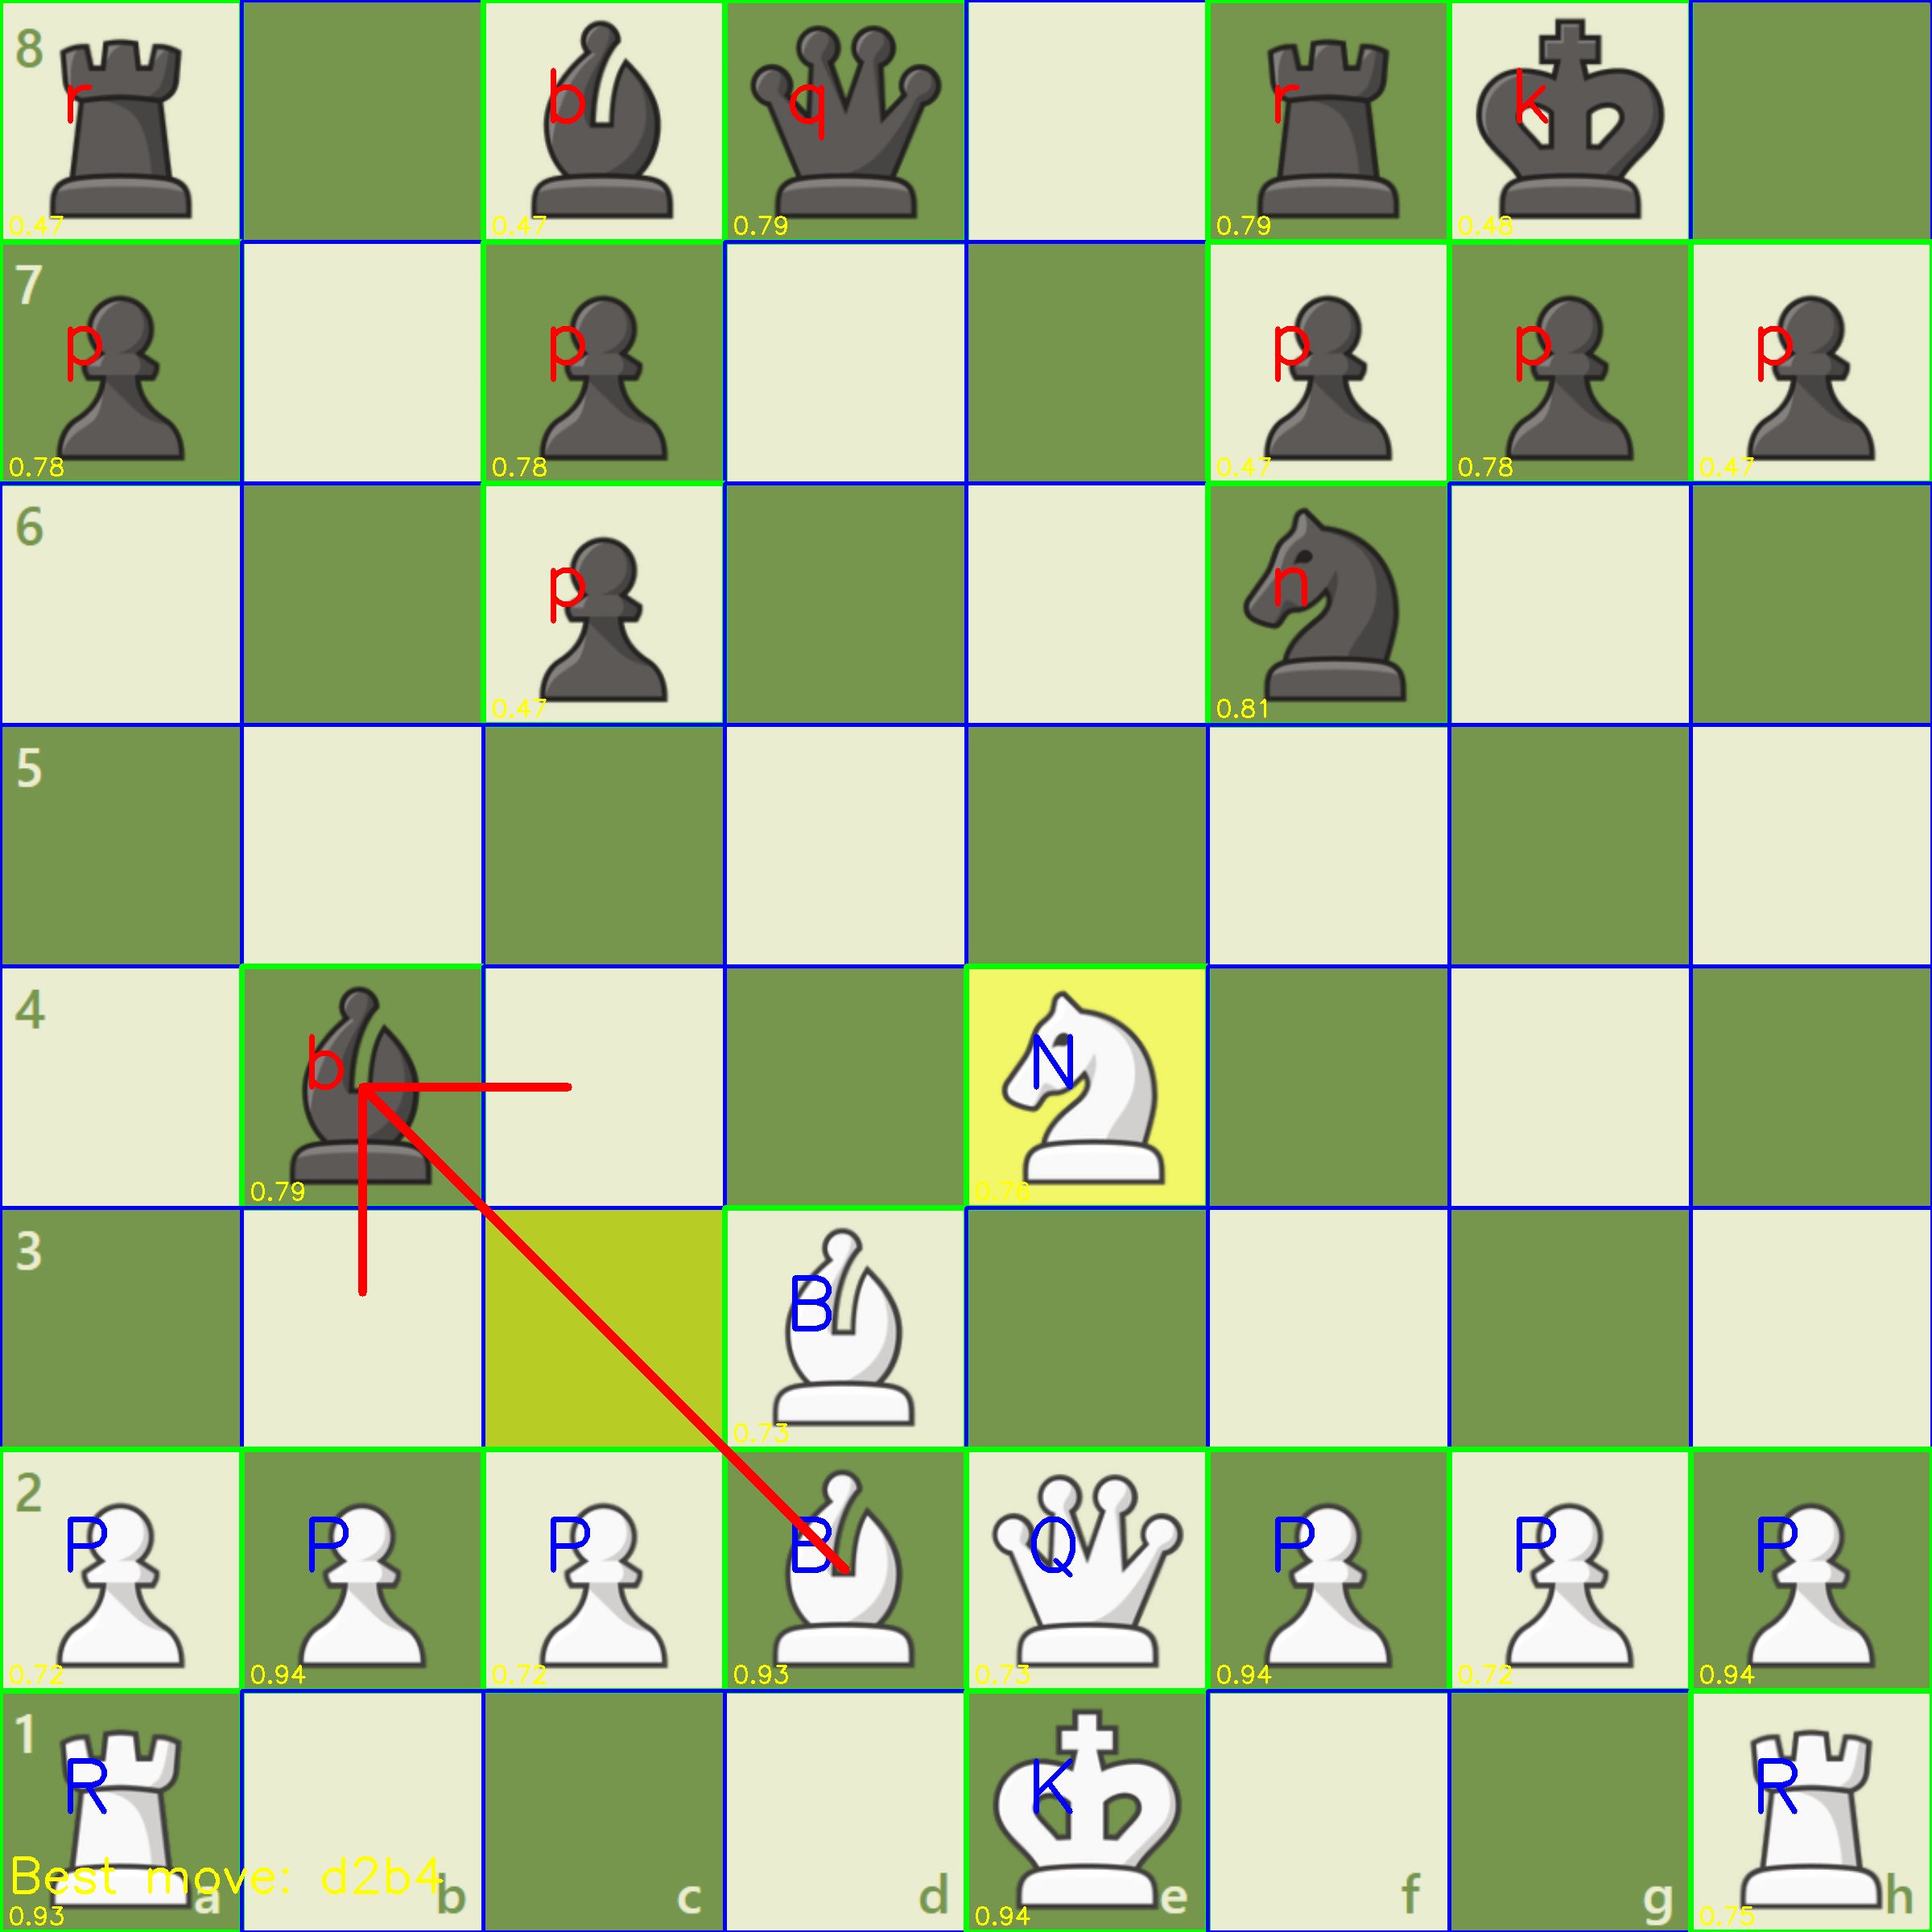 8 r b q r k
0.47 0.47 0.79 0.79 0.48
7 p p p p p
0.78 0.78 0.47 0.78 0.47
6 p n
0.47 0.81
5
4 b N
0.79 0.76
3 B
0.73
2 P P P B Q P P P
0.72 0.94 0.72 0.93 0.73 0.94 0.72 0.94
1 R K R
Best move: d2b4
a b c d e f g h
0.93 0.94 0.75